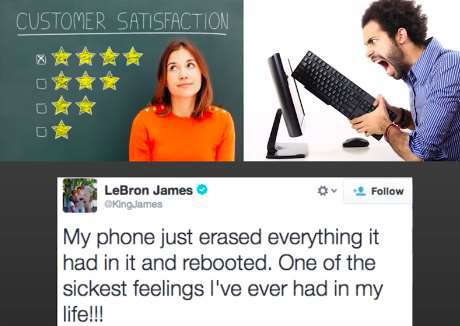 CUSTOMER SATISFACTION
LeBron James
@KingJames
Follow
My phone just erased everything it
had in it and rebooted. One of the
sickest feelings I've ever had in my
life!!!